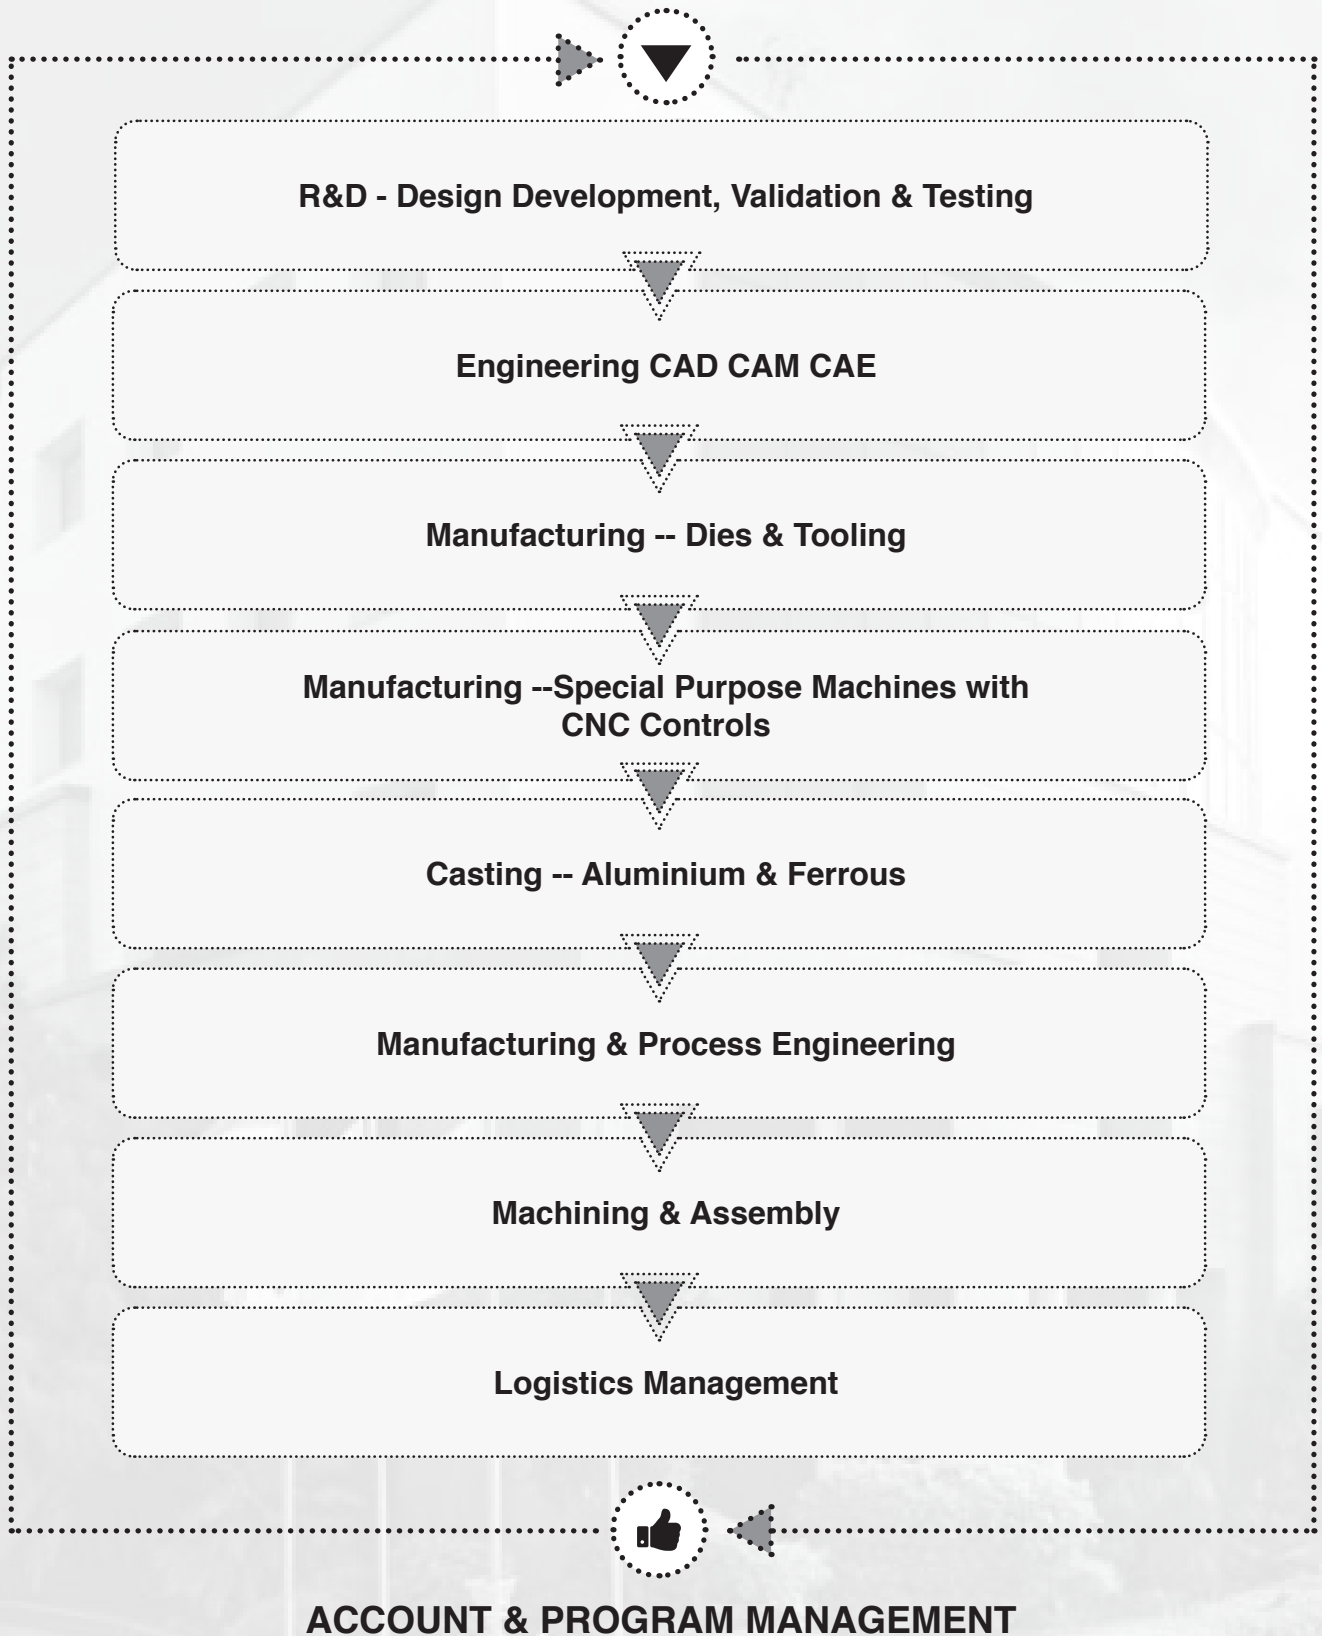 R&D - Design Development, Validation & Testing
Engineering CAD CAM CAE
Manufacturing -- Dies & Tooling
Manufacturing --Special Purpose Machines with
CNC Controls
Casting -- Aluminium & Ferrous
Manufacturing & Process Engineering
Machining & Assembly
Logistics Management
ACCOUNT & PROGRAM MANAGEMENT